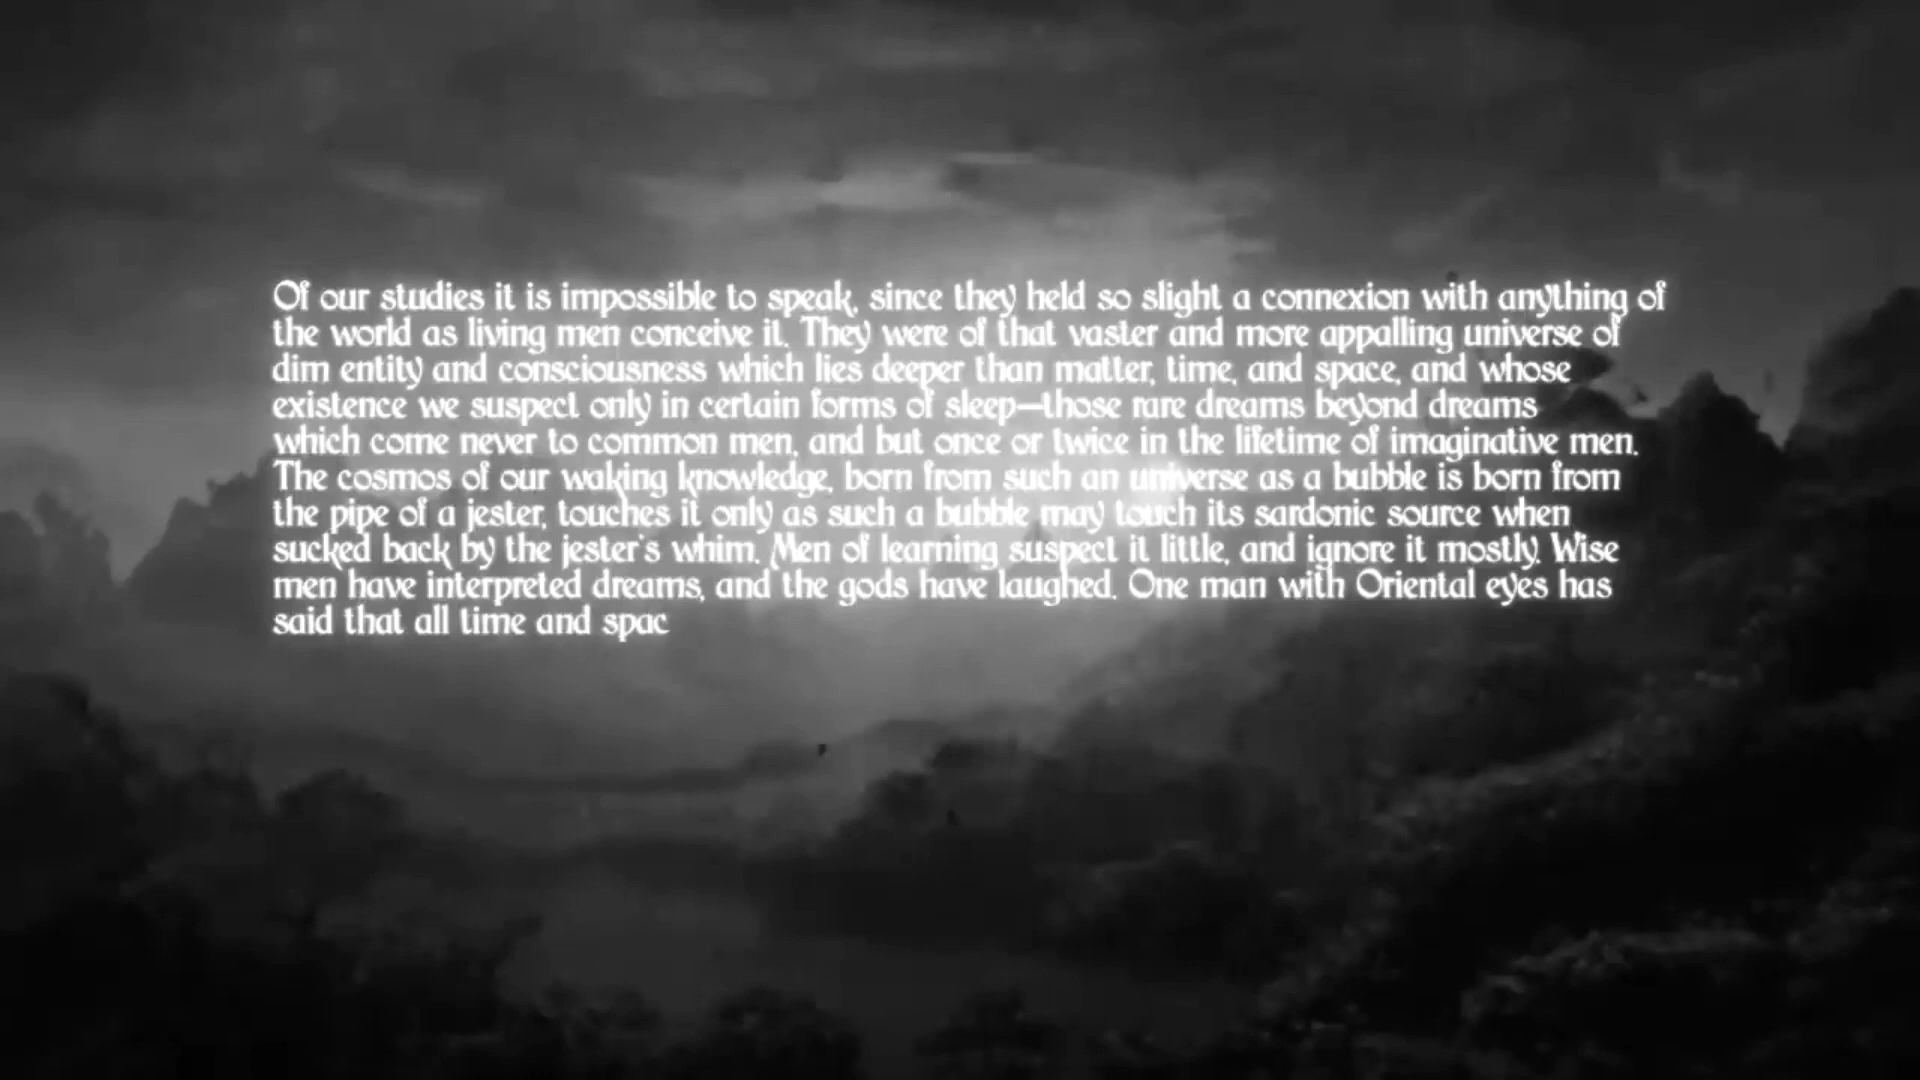 Of our studies it is impossible to speak, since they held so slight a connexion with anything of
the world as living men conceive it. They were of that vaster and more appalling universe of
dim entity and consciousness which lies deeper than matter, time, and space, and whose
existence we suspect only in certain forms of sleep—those rare dreams beyond dreams
which come never to common men, and but once or twice in the lifetime of imaginative men.
The cosmos of our waking knowledge, born from such an universe as a bubble is born from
the pipe of a jester, touches it only as such a bubble may touch its sardonic source when
sucked back by the jester's whim. Men of learning suspect it little, and ignore it mostly. Wise
men have interpreted dreams, and the gods have laughed. One man with Oriental eyes has
said that all time and spac